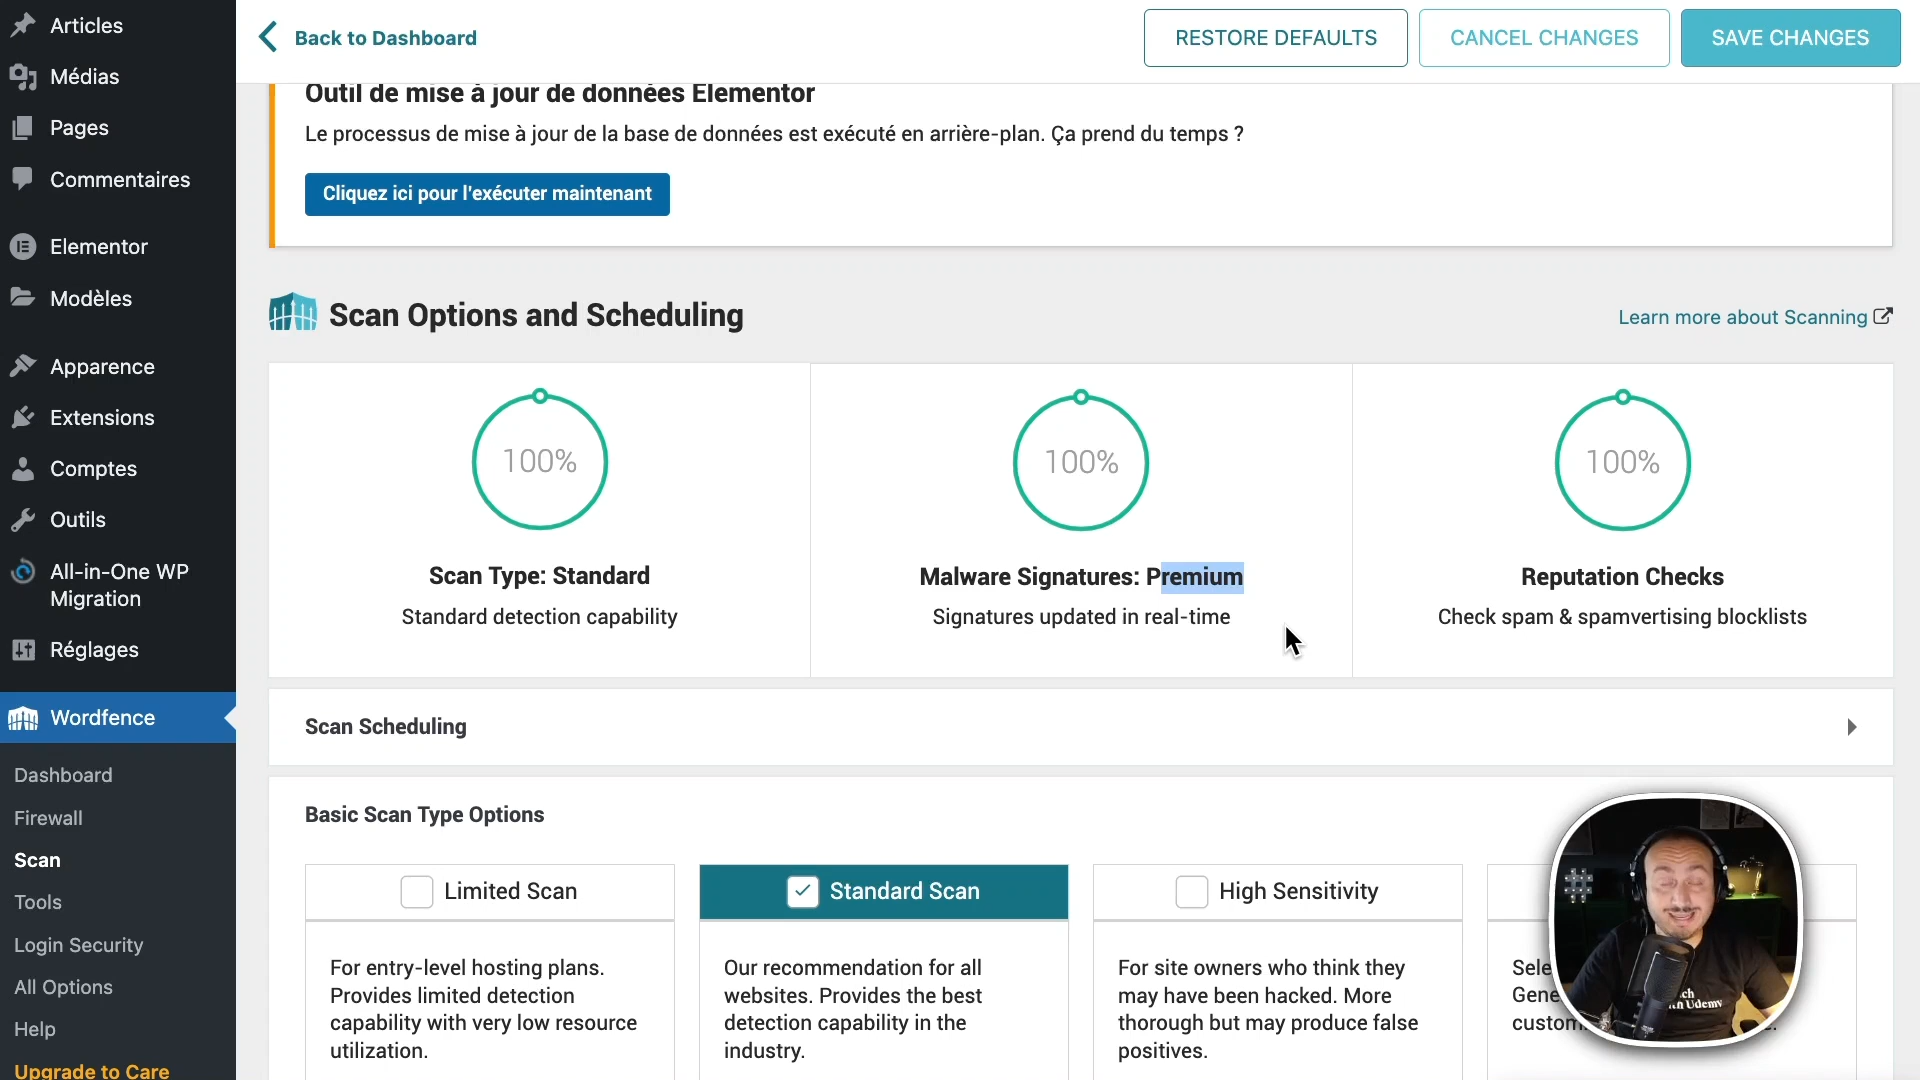 Articles
Médias
Pages
Commentaires
Elementor
Modèles
Apparence
Extensions
Comptes
Outils
All-in-One WP
Migration
Réglages
Wordfence
Dashboard
Firewall
Scan
Tools
Login Security
All Options
Help
Upgrade to Care
Back to Dashboard
RESTORE DEFAULTS
CANCEL CHANGES
SAVE CHANGES
Outil de mise à jour de données Elementor
Le processus de mise à jour de la base de données est exécuté en arrière-plan. Ça prend du temps ?
Cliquez ici pour l'exécuter maintenant
Scan Options and Scheduling
Learn more about Scanning
100%
Scan Type: Standard
Standard detection capability
100%
Malware Signatures: Premium
Signatures updated in real-time
100%
Reputation Checks
Check spam & spamvertising blocklists
Scan Scheduling
Basic Scan Type Options
Limited Scan
For entry-level hosting plans.
Provides limited detection
capability with very low resource
utilization.
Standard Scan
Our recommendation for all
websites. Provides the best
detection capability in the
industry.
High Sensitivity
For site owners who think they
may have been hacked. More
thorough but may produce false
positives.